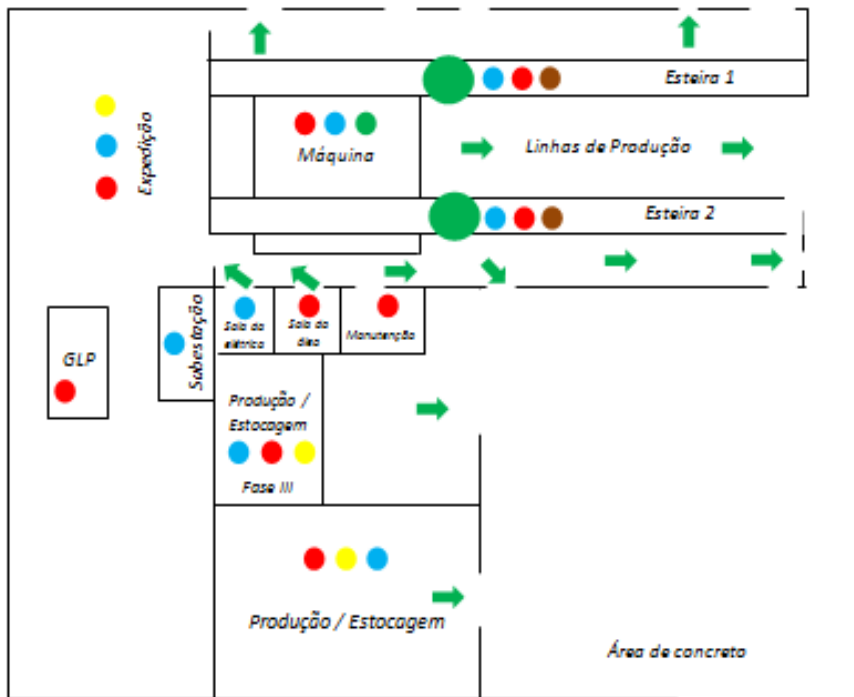 Esteira 1
Expedição
Máquina
Linhas de Produção
Esteira 2
Subestação
Sala da
elétrica
Sala do
Manutenção
GLP
Produção /
Estocagem
Fase III
Produção / Estocagem
Área de concreto